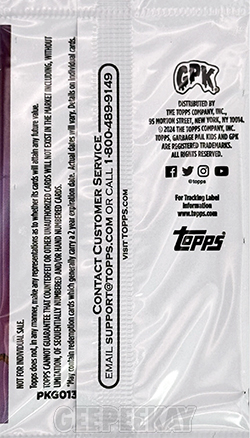 GPK
DISTRIBUTED BY
THE TOPPS COMPANY, INC.
95 MORTON STREET, NEW YORK, NY 10014.
© 2024 THE TOPPS COMPANY, INC.
TOPPS, GARBAGE PAIL KIDS AND GPK
ARE REGISTERED TRADEMARKS.
ALL RIGHTS RESERVED.
@topps
For Tracking Label
Information
www.topps.com
topps
CONTACT CUSTOMER SERVICE
EMAIL SUPPORT@TOPPS.COM OR CALL 1-800-489-9149
VISIT TOPPS.COM
NOT FOR INDIVIDUAL SALE.
Topps does not, in any manner, make any representations as to whether its cards will attain any future value.
TOPPS CANNOT GUARANTEE THAT COUNTERFEIT OR OTHER UNAUTHORIZED CARDS WILL NOT EXIST IN THE MARKET INCLUDING, WITHOUT
LIMITATION, OF SEQUENTIALLY NUMBERED AND/OR HAND NUMBERED CARDS.
*May contain redemption cards which generally carry a 2 year expiration date. Actual dates will vary. Details on individual cards.
PKG013
GEEPEEKAY